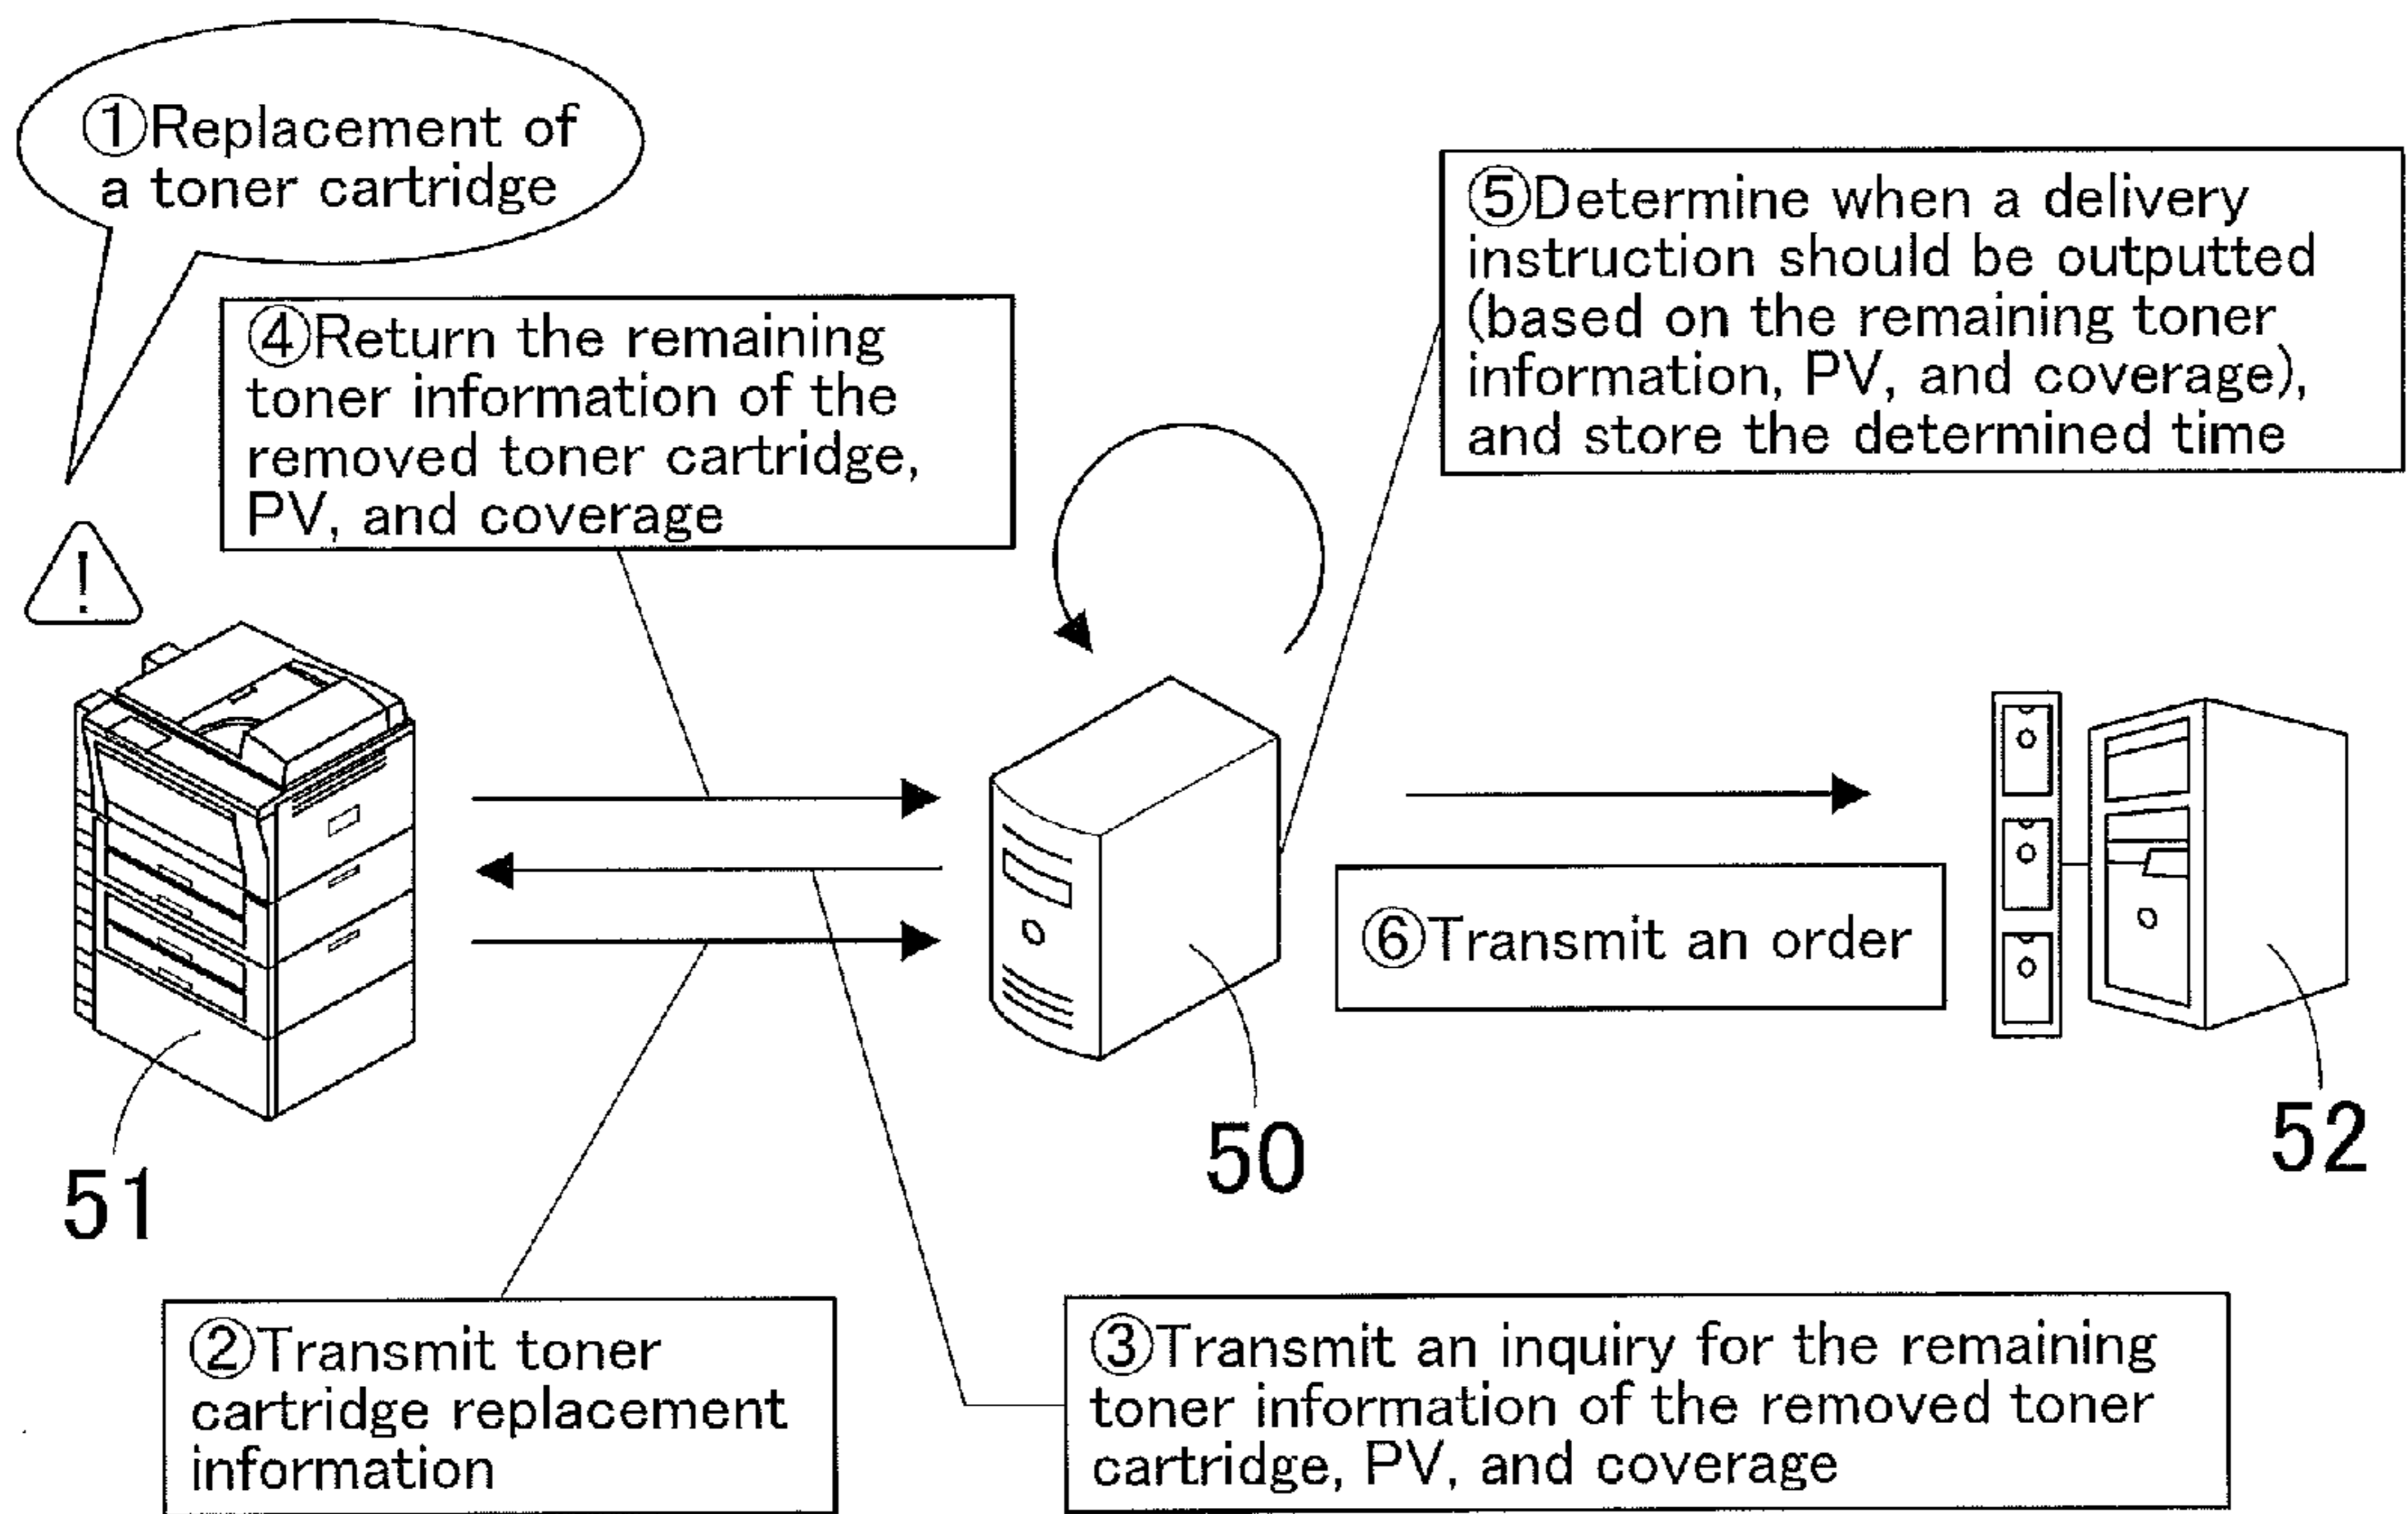 ①Replacement of
a toner cartridge
④Return the remaining
toner information of the
removed toner cartridge,
PV, and coverage
⑤Determine when a delivery
instruction should be outputted
(based on the remaining toner
information, PV, and coverage),
and store the determined time
!
⑥Transmit an order
51
50
52
②Transmit toner
cartridge replacement
information
③Transmit an inquiry for the remaining
toner information of the removed toner
cartridge, PV, and coverage